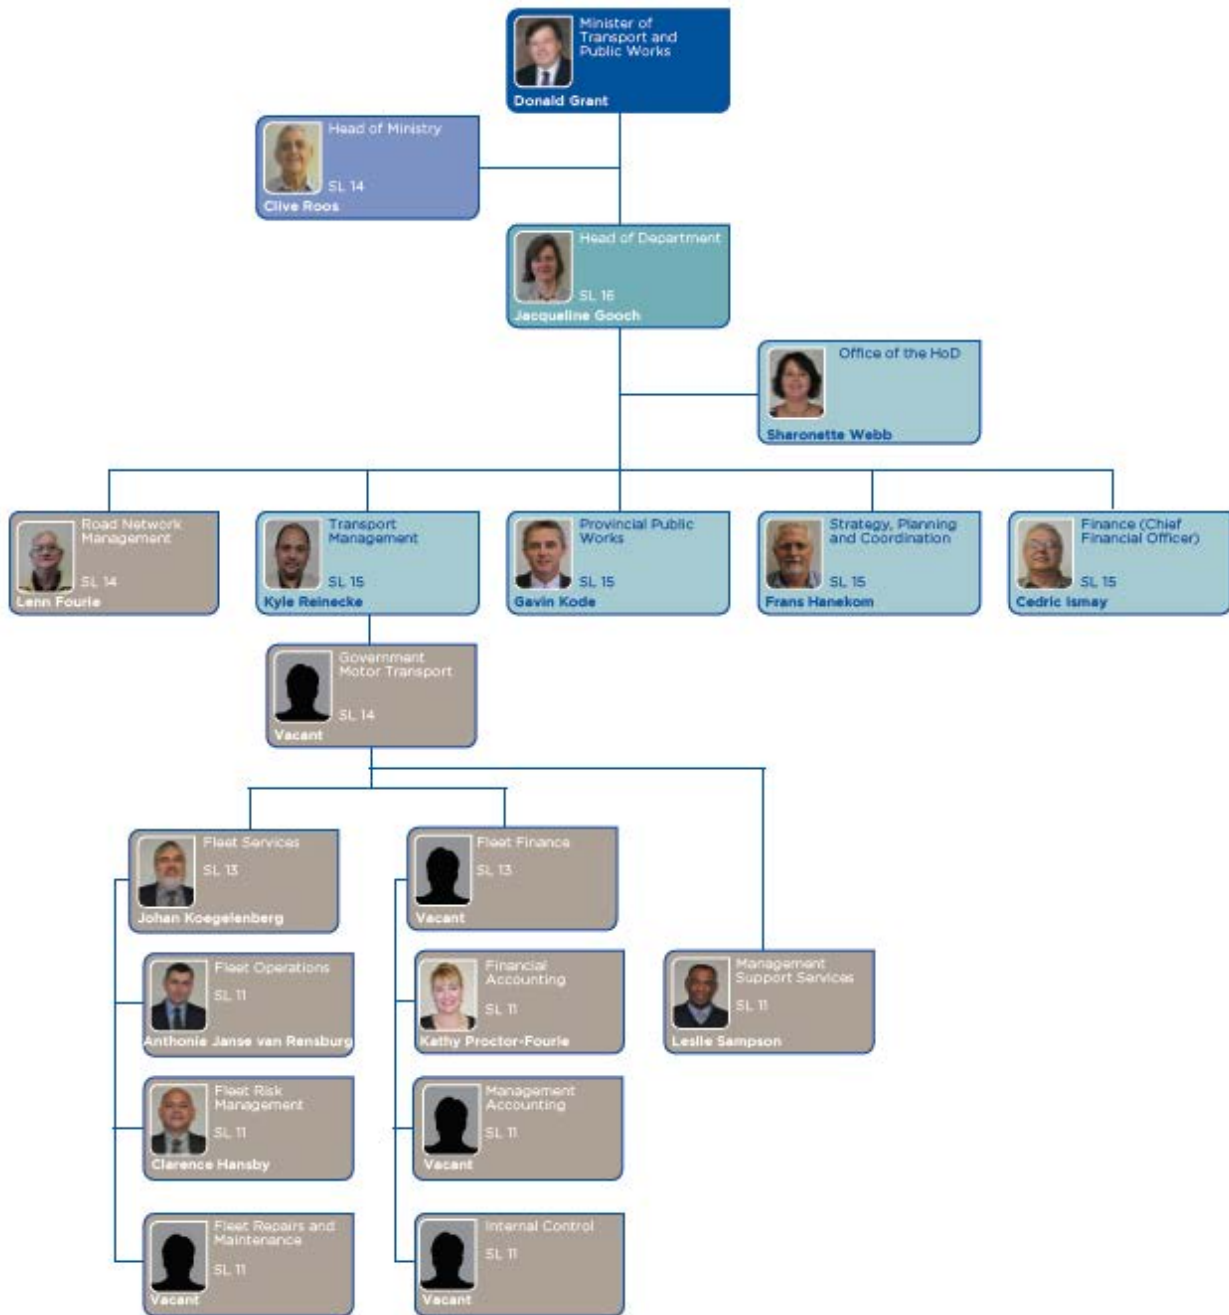 Minister of
Transport and
Public Works
Donald Grant
Head of Ministry
SL 14
Clive Roos
Head of Department
SL 16
Jacqueline Gooch
Office of the HoD
Sharonette Webb
Road Network
Management
SL 14
Lenn Fourie
Transport
Management
SL 15
Kyle Reinecke
Provincial Public
Works
SL 15
Gavin Kode
Strategy, Planning
and Coordination
SL 15
Frans Hanekom
Finance (Chief
Financial Officer)
SL 15
Cedric Ismay
Government
Motor Transport
SL 14
Vacant
Fleet Services
SL 13
Johan Koegelenberg
Fleet Finance
SL 13
Vacant
Fleet Operations
SL 11
Anthonie Janse van Rensburg
Financial
Accounting
SL 11
Kathy Proctor-Fourie
Management
Support Services
SL 11
Leslie Sampson
Fleet Risk
Management
SL 11
Clarence Hansby
Management
Accounting
SL 11
Vacant
Fleet Repairs and
Maintenance
SL 11
Vacant
Internal Control
SL 11
Vacant